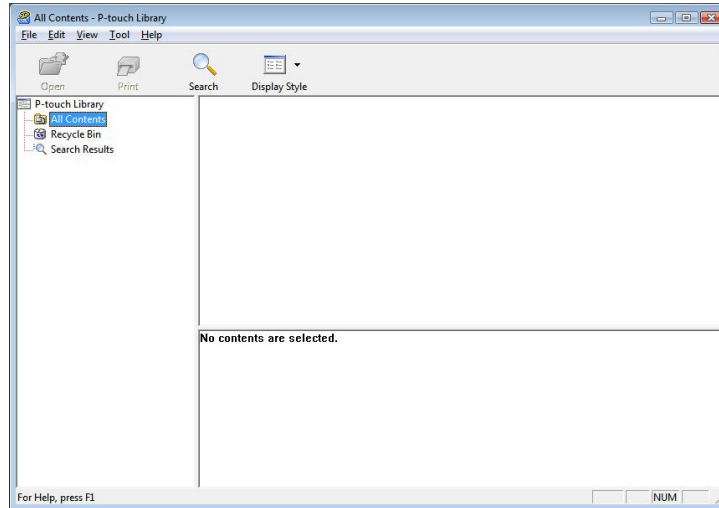 All Contents - P-touch Library
File Edit View Tool Help
Open Print Search Display Style
P-touch Library
All Contents
Recycle Bin
Search Results
No contents are selected.
For Help, press F1
NUM